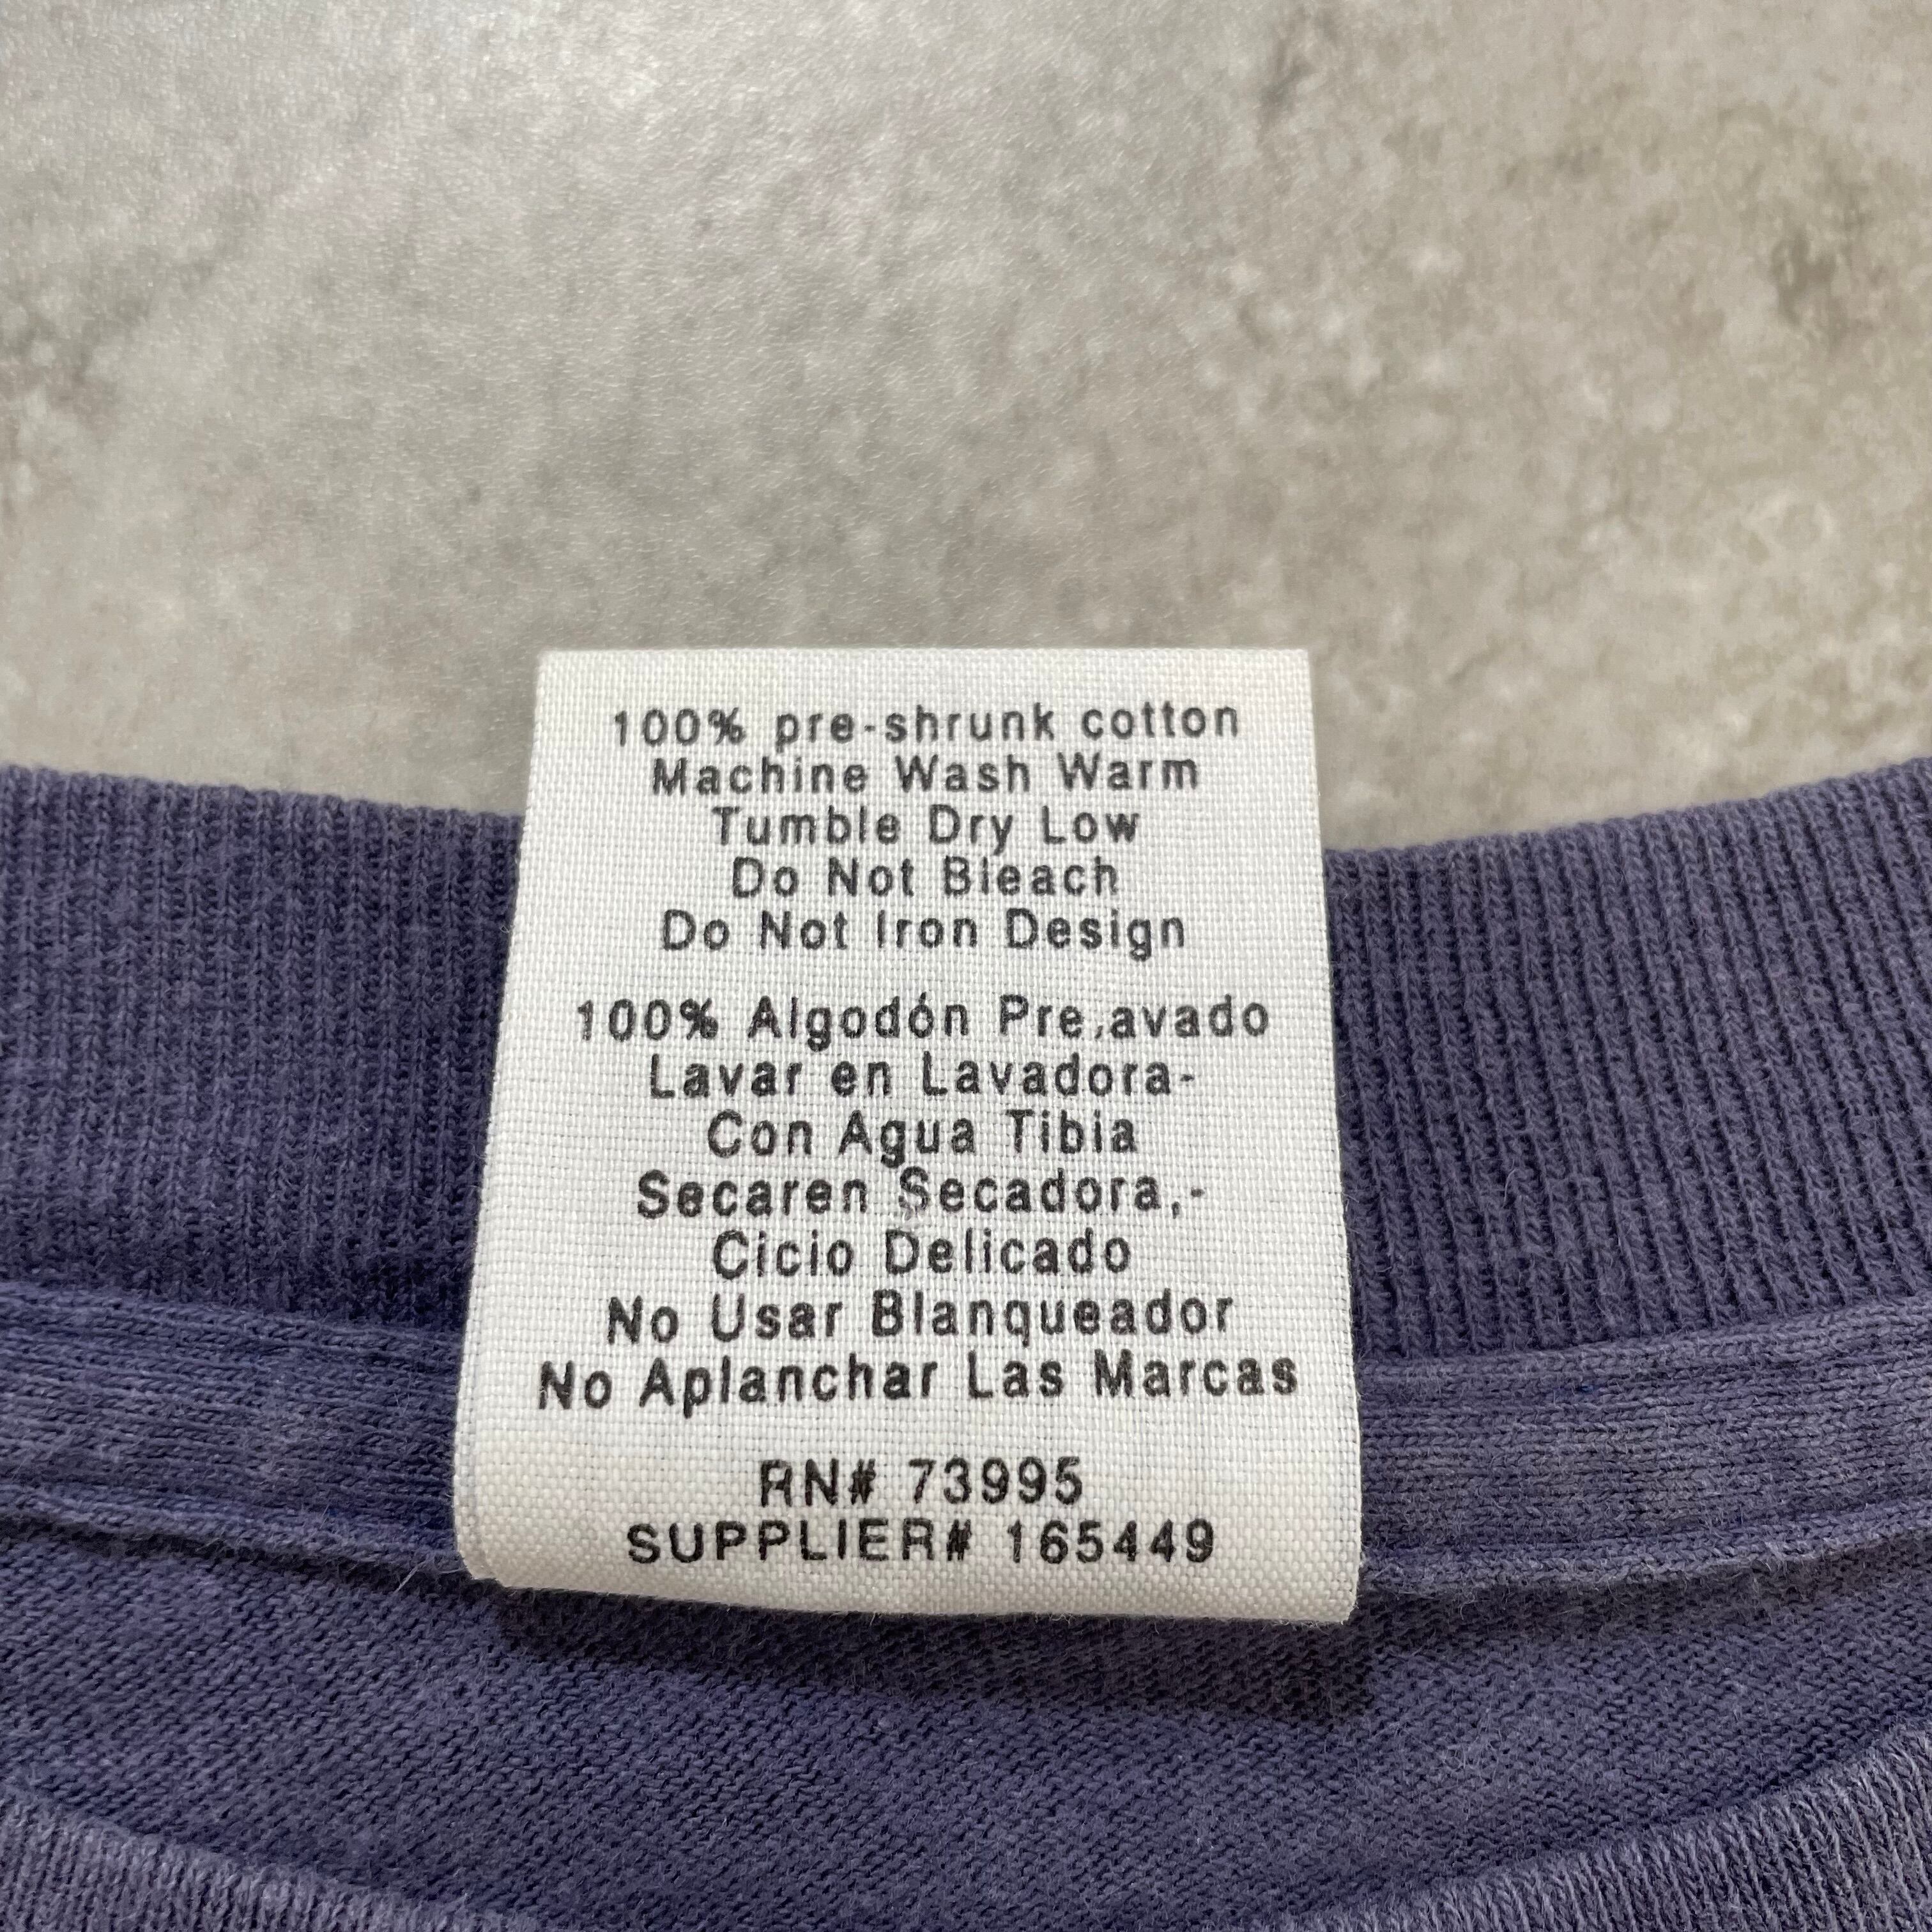 100% pre-shrunk cotton
Machine Wash Warm
Tumble Dry Low
Do Not Bleach
Do Not Iron Design
100% Algodón Pre,avado
Lavar en Lavadora-
Con Agua Tibia
Secaren Secadora,-
Cicio Delicado
No Usar Blanqueador
No Aplanchar Las Marcas
RN# 73995
SUPPLIER# 165449